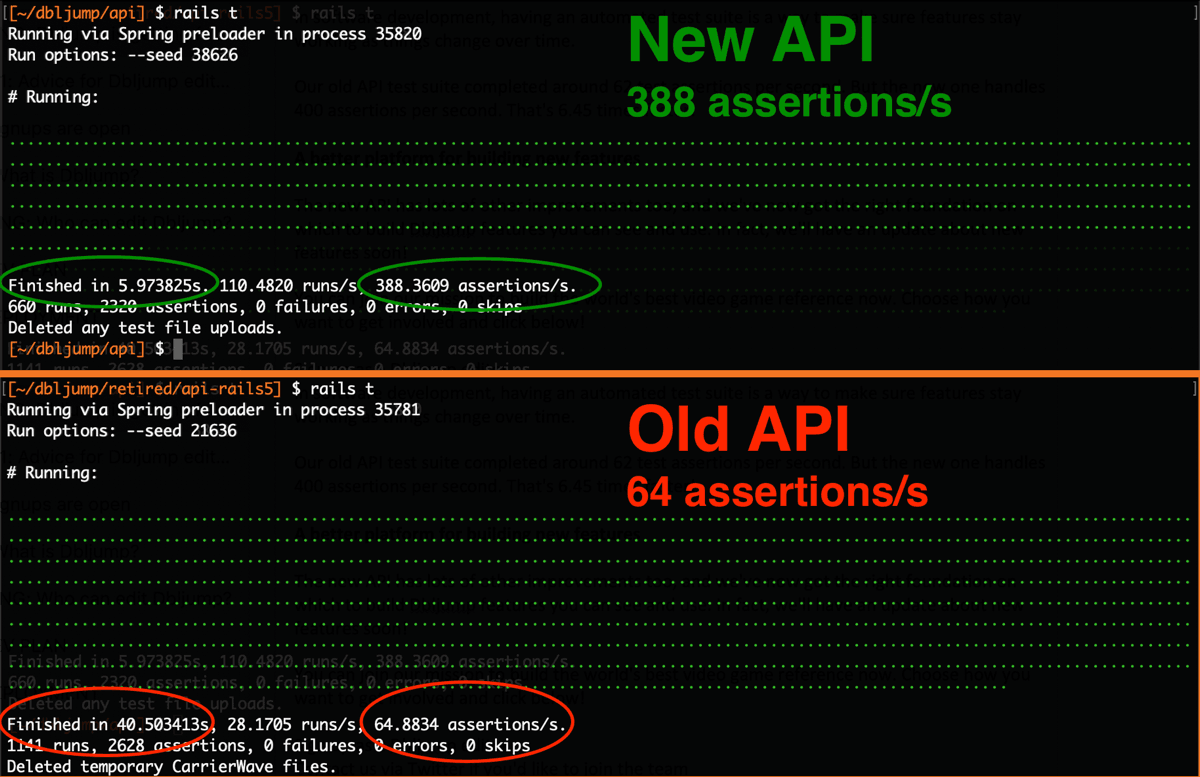 [~/dbljump/api] $ rails t
Running via Spring preloader in process 35820
Run options: --seed 38626
New API
388 assertions/s
# Running:
Finished in 5.973825s, 110.4820 runs/s, 388.3609 assertions/s.
660 runs, 2320 assertions, 0 failures, 0 errors, 0 skips
Deleted any test file uploads.
[~/dbljump/api] $
[~/dbljump/retired/api-rails5] $ rails t
Running via Spring preloader in process 35781
Run options: --seed 21636
Old API
64 assertions/s
# Running:
Finished in 40.503413s, 28.1705 runs/s, 64.8834 assertions/s.
1141 runs, 2628 assertions, 0 failures, 0 errors, 0 skips
Deleted temporary CarrierWave files.